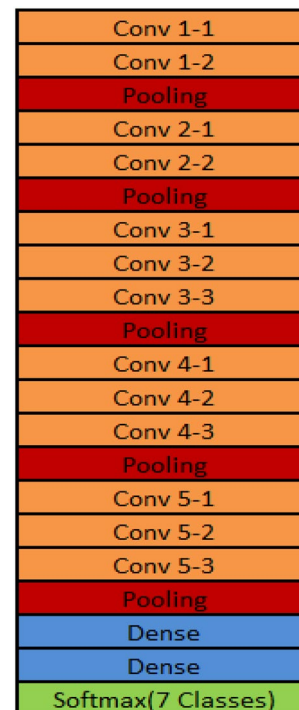 Conv 1-1
Conv 1-2
Pooling
Conv 2-1
Conv 2-2
Pooling
Conv 3-1
Conv 3-2
Conv 3-3
Pooling
Conv 4-1
Conv 4-2
Conv 4-3
Pooling
Conv 5-1
Conv 5-2
Conv 5-3
Pooling
Dense
Dense
Softmax(7 Classes)